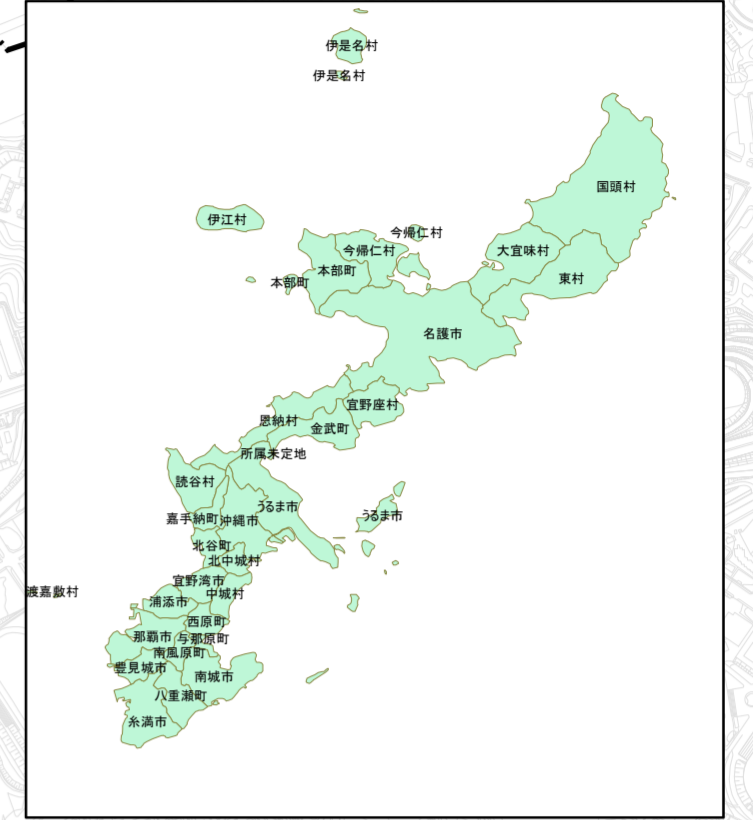 伊是名村
伊是名村
国頭村
伊江村
今帰仁村
今帰仁村
大宜味村
本部町
東村
本部町
名護市
宜野座村
恩納村
金武町
所属未定地
読谷村
うるま市
うるま市
嘉手納町
沖縄市
北谷町
北中城村
宜野湾市
渡嘉敷村
中城村
浦添市
西原町
那覇市
与那原町
南風原町
豊見城市
南城市
八重瀬町
糸満市